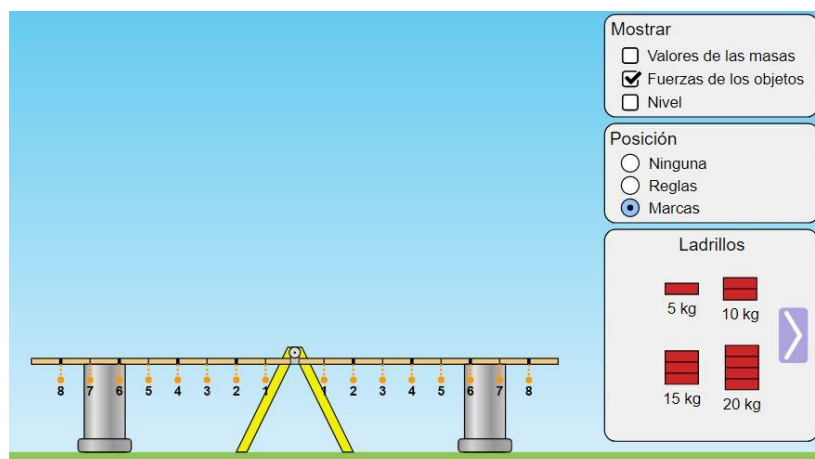 Mostrar
Valores de las masas
Fuerzas de los objetos
Nivel
Posición
Ninguna
Reglas
Marcas
Ladrillos
5 kg 10 kg
15 kg 20 kg
8 7 6 5 4 3 2 1 1 2 3 4 5 6 7 8